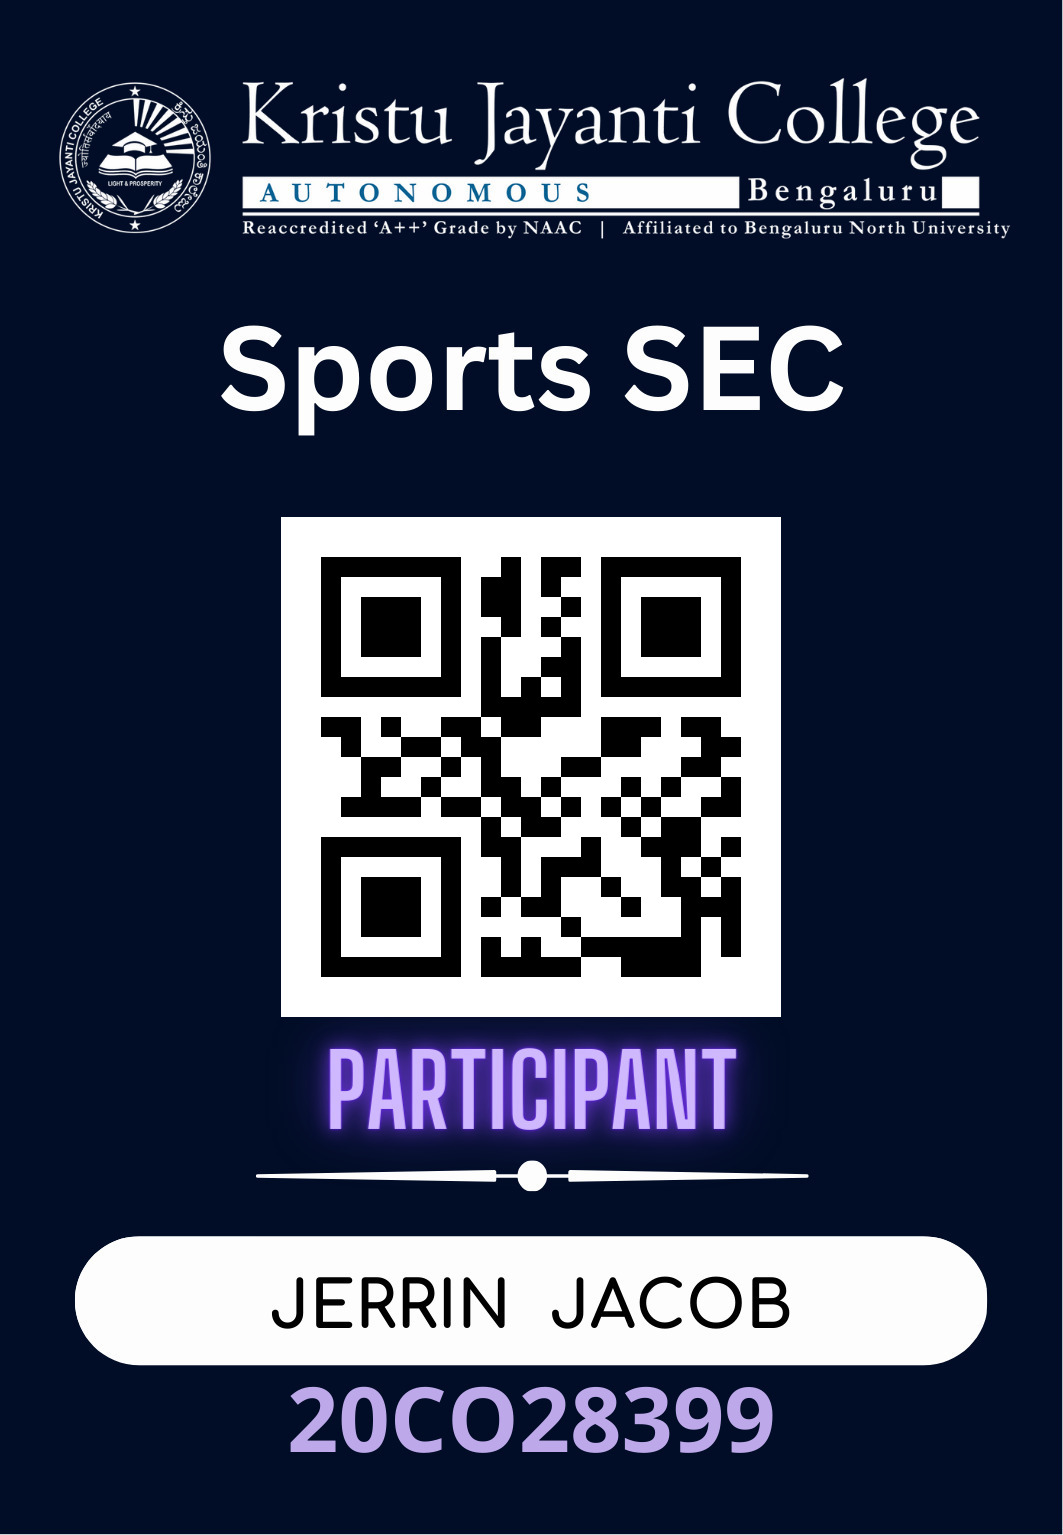 KRISTU JAYANTI COLLEGE
LIGHT & PROSPERITY
Kristu Jayanti College
AUTONOMOUS Bengaluru
Reaccredited ‘A++’ Grade by NAAC | Affiliated to Bengaluru North University
Sports SEC
PARTICIPANT
JERRIN JACOB
20CO28399